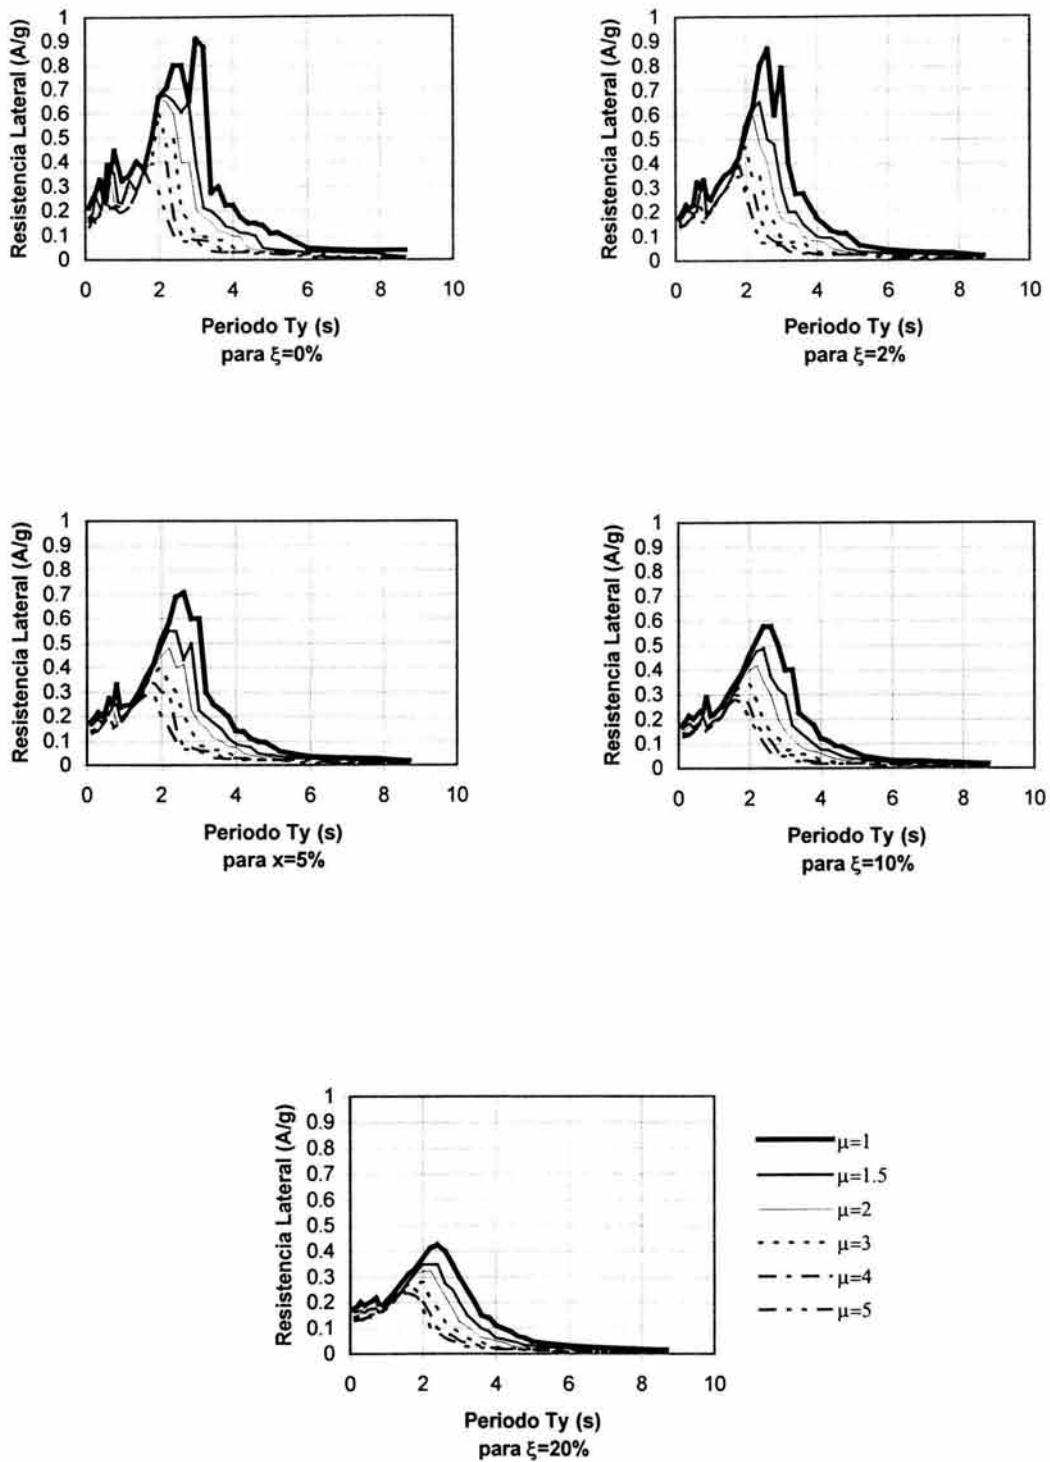 Resistencia Lateral (A/g)
1
0.9
0.8
0.7
0.6
0.5
0.4
0.3
0.2
0.1
0
0 2 4 6 8 10
Periodo Ty (s)
para ξ=0%
Resistencia Lateral (A/g)
1
0.9
0.8
0.7
0.6
0.5
0.4
0.3
0.2
0.1
0
0 2 4 6 8 10
Periodo Ty (s)
para ξ=2%
Resistencia Lateral (A/g)
1
0.9
0.8
0.7
0.6
0.5
0.4
0.3
0.2
0.1
0
0 2 4 6 8 10
Periodo Ty (s)
para x=5%
Resistencia Lateral (A/g)
1
0.9
0.8
0.7
0.6
0.5
0.4
0.3
0.2
0.1
0
0 2 4 6 8 10
Periodo Ty (s)
para ξ=10%
Resistencia Lateral (A/g)
1
0.9
0.8
0.7
0.6
0.5
0.4
0.3
0.2
0.1
0
0 2 4 6 8 10
Periodo Ty (s)
para ξ=20%
μ=1
μ=1.5
μ=2
μ=3
μ=4
μ=5